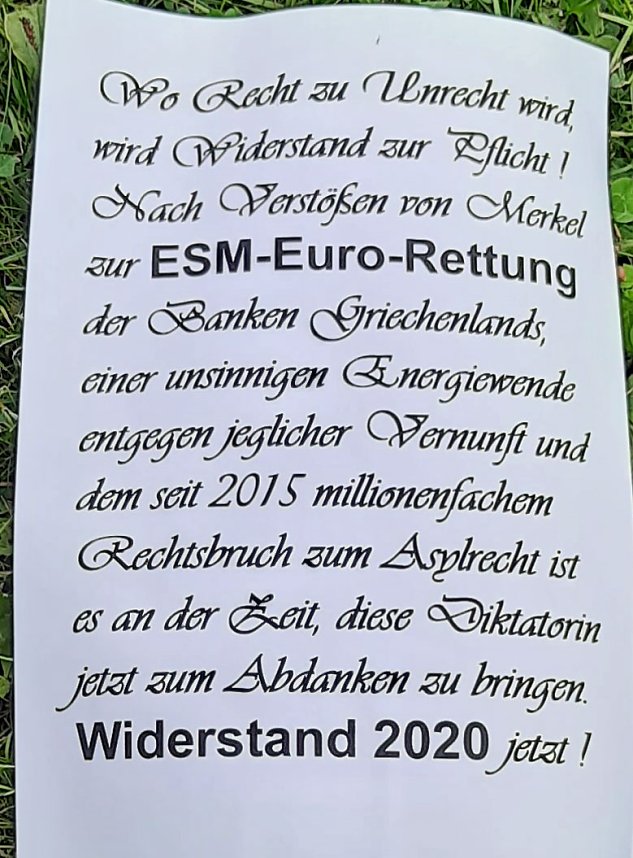 Wo Recht zu Unrecht wird,
wird Widerstand zur Pflicht !
Nach Verstößen von Merkel
zur ESM-Euro-Rettung
der Banken Griechenlands,
einer unsinnigen Energiewende
entgegen jeglicher Vernunft und
dem seit 2015 millionenfachem
Rechtsbruch zum Asylrecht ist
es an der Zeit, diese Diktatorin
jetzt zum Abdanken zu bringen.
Widerstand 2020 jetzt !